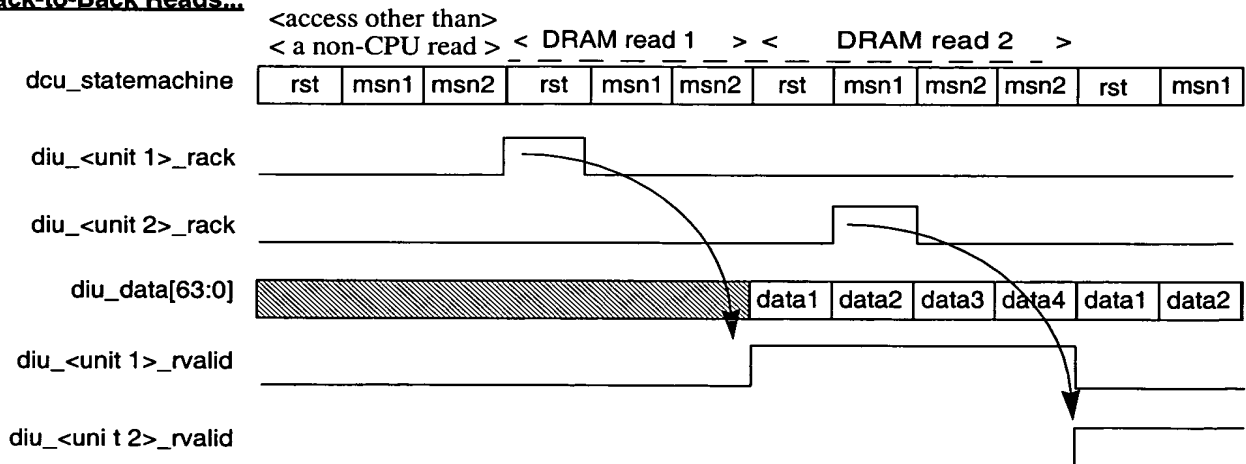 ack-to-Back Reads...
<access other than>
< a non-CPU read > < DRAM read 1 > < DRAM read 2 >
dcu_statemachine rst msn1 msn2 rst msn1 msn2 rst msn1 msn2 msn2 rst msn1
diu_<unit 1>_rack
diu_<unit 2>_rack
diu_data[63:0] data1 data2 data3 data4 data1 data2
diu_<unit 1>_rvalid
diu_<uni t 2>_rvalid